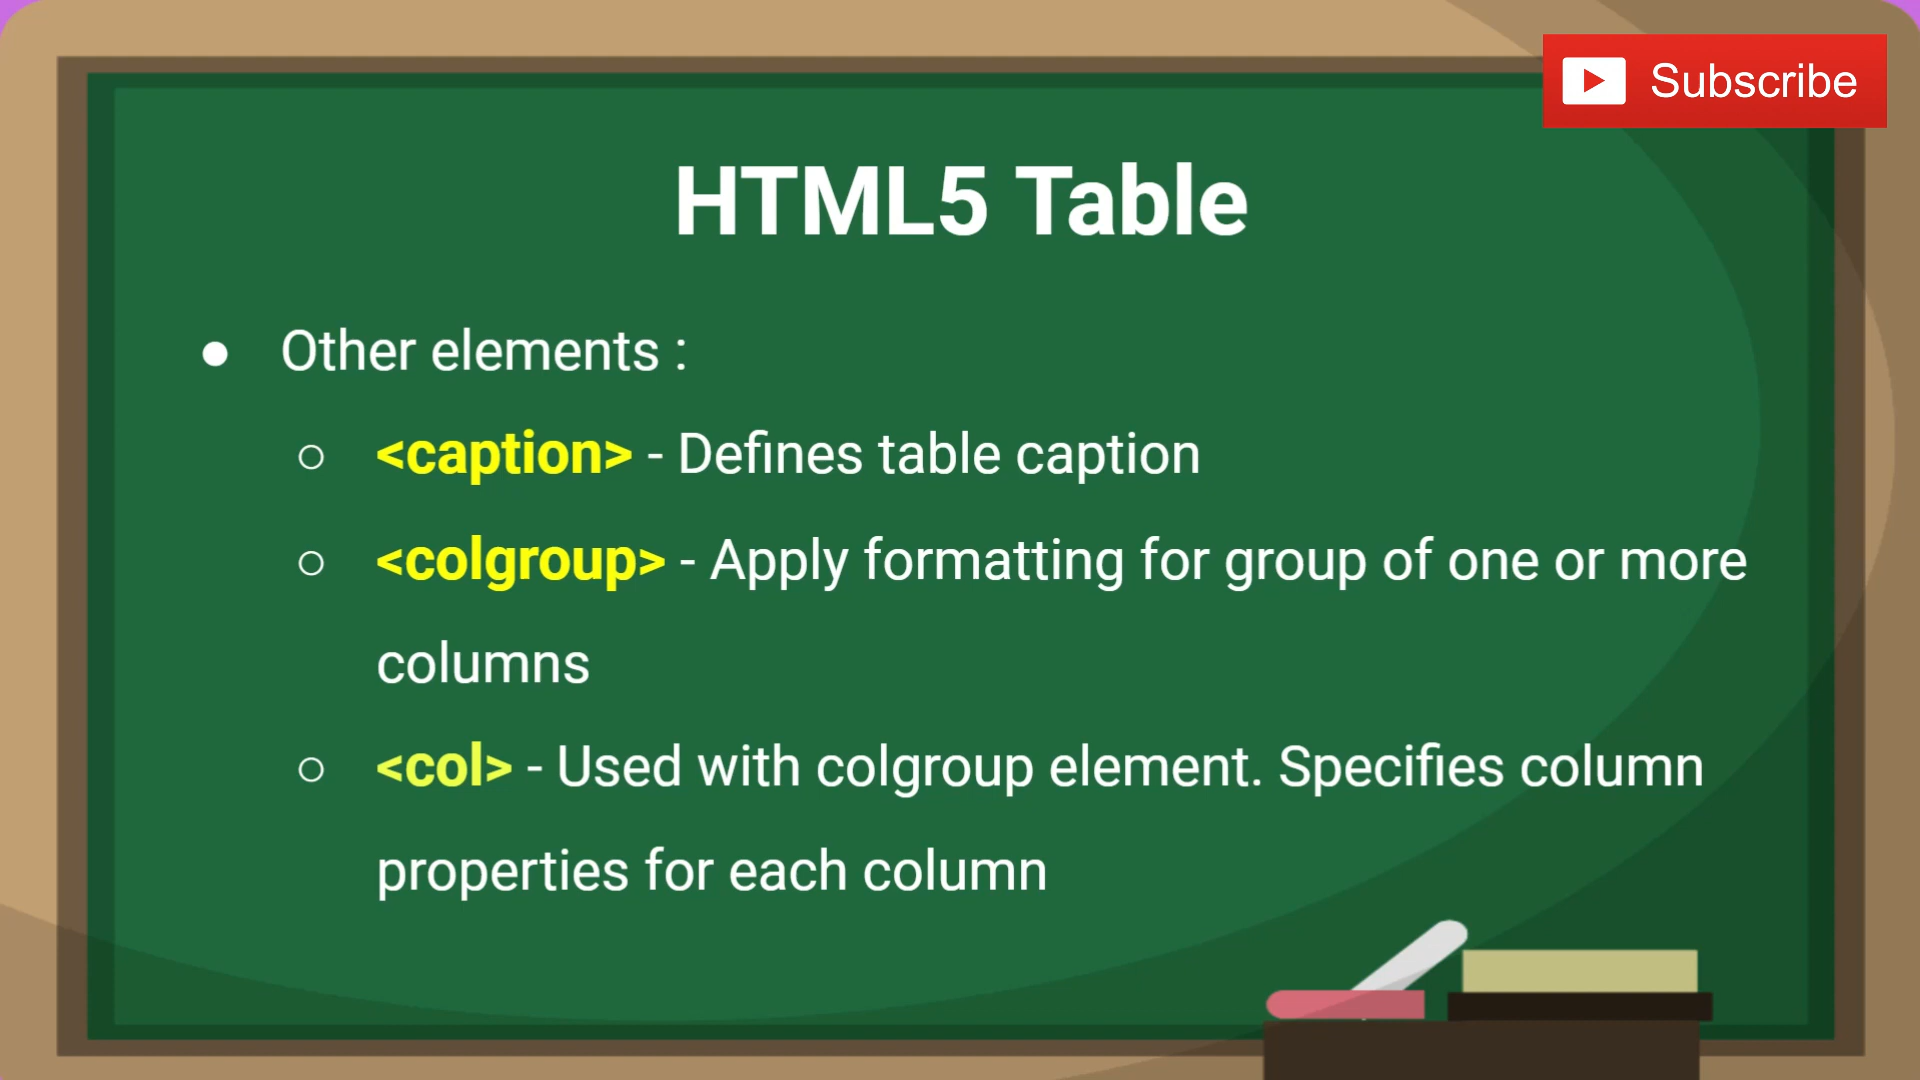 Subscribe
HTML5 Table
● Other elements :
○ <caption> - Defines table caption
○ <colgroup> - Apply formatting for group of one or more
columns
○ <col> - Used with colgroup element. Specifies column
properties for each column